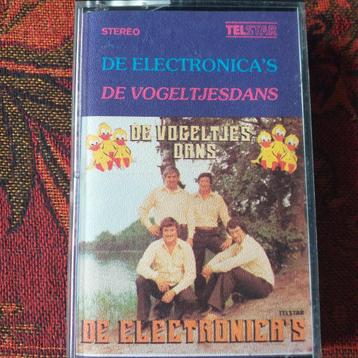 STEREO TELSTAR
DE ELECTRONICA'S
DE VOGELTJESDANS
DE VOGELTJES
DANS
TELSTAR
DE ELECTRONICA'S